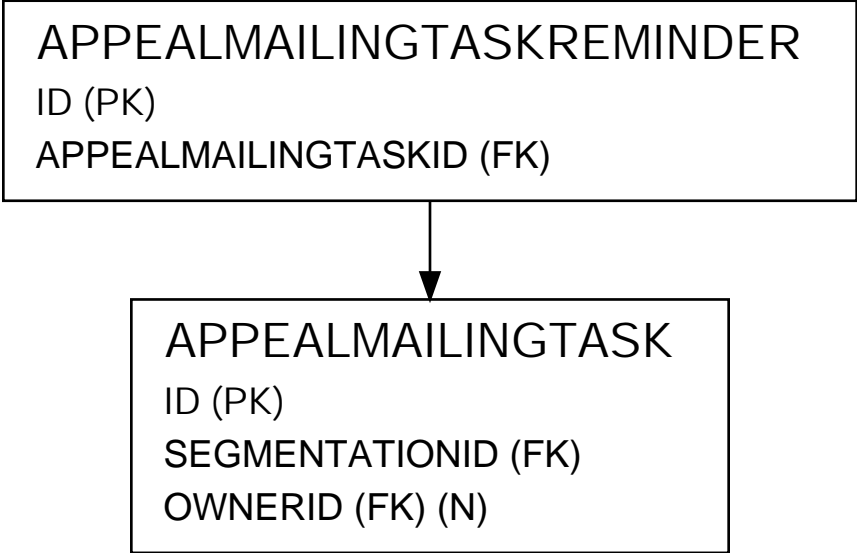 APPEALMAILINGTASKREMINDER
ID (PK)
APPEALMAILINGTASKID (FK)
APPEALMAILINGTASK
ID (PK)
SEGMENTATIONID (FK)
OWNERID (FK) (N)